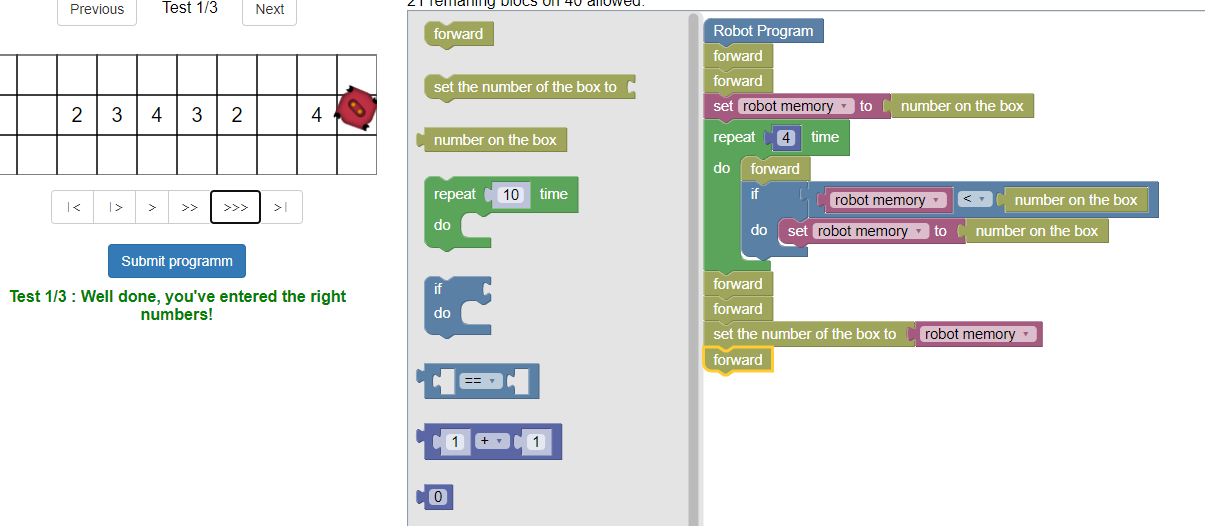 Previous Test 1/3 Next
21 remaning blocs on 40 allowed.
2 3 4 3 2 4
|< |> > >> >>> >|
Submit programm
Test 1/3 : Well done, you've entered the right
numbers!
forward
set the number of the box to
number on the box
repeat 10 time
do
if
do
==
1 + 1
0
Robot Program
forward
forward
set robot memory to number on the box
repeat 4 time
do forward
if robot memory < number on the box
do set robot memory to number on the box
forward
forward
set the number of the box to robot memory
forward